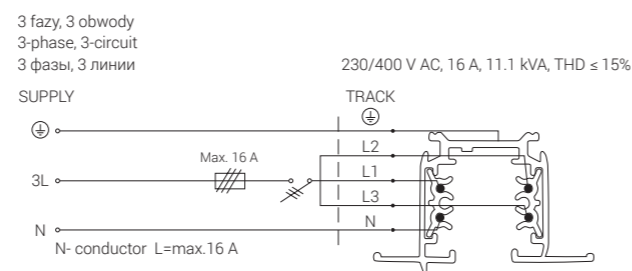 3 fazy, 3 obwody
3-phase, 3-circuit
3 фазы, 3 линии
230/400 V AC, 16 A, 11.1 kVA, THD ≤ 15%
SUPPLY
TRACK
L2
Max. 16 A
L1
3L
L3
N
N
N- conductor L=max.16 A